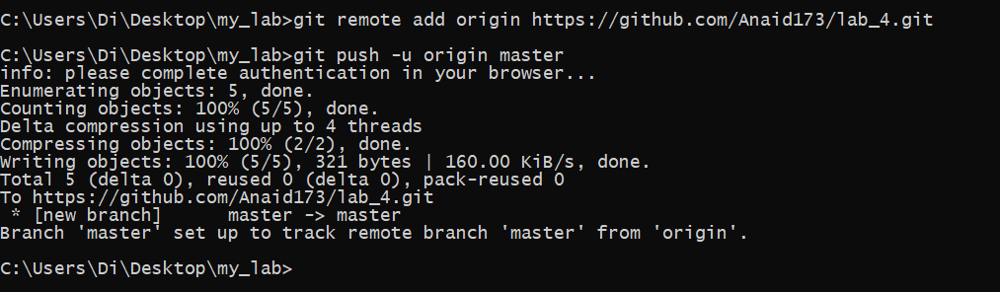 C:\Users\Di\Desktop\my_lab>git remote add origin https://github.com/Anaid173/lab_4.git
C:\Users\Di\Desktop\my_lab>git push -u origin master
info: please complete authentication in your browser...
Enumerating objects: 5, done.
Counting objects: 100% (5/5), done.
Delta compression using up to 4 threads
Compressing objects: 100% (2/2), done.
Writing objects: 100% (5/5), 321 bytes | 160.00 KiB/s, done.
Total 5 (delta 0), reused 0 (delta 0), pack-reused 0
To https://github.com/Anaid173/lab_4.git
 * [new branch]      master -> master
Branch 'master' set up to track remote branch 'master' from 'origin'.
C:\Users\Di\Desktop\my_lab>